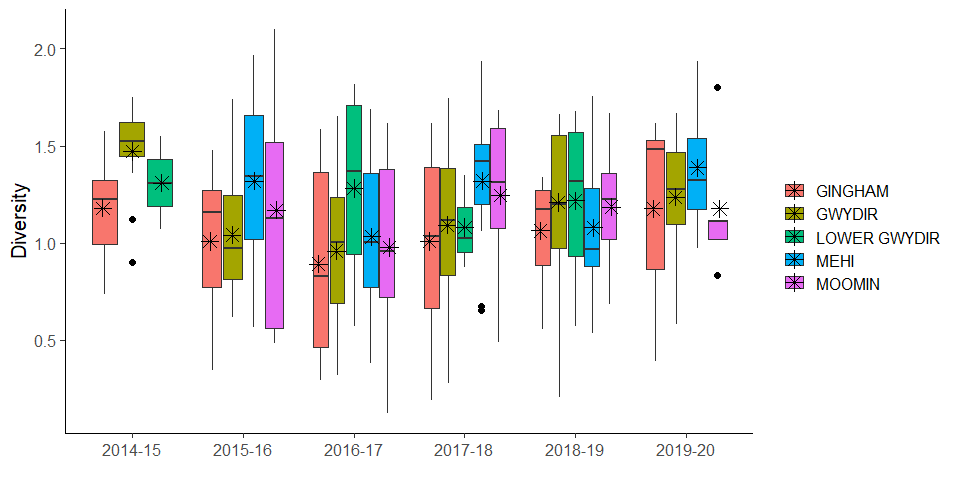 Diversity
2.0
1.5
1.0
0.5
2014-15
2015-16
2016-17
2017-18
2018-19
2019-20
GINGHAM
GWYDIR
LOWER GWYDIR
MEHI
MOOMIN